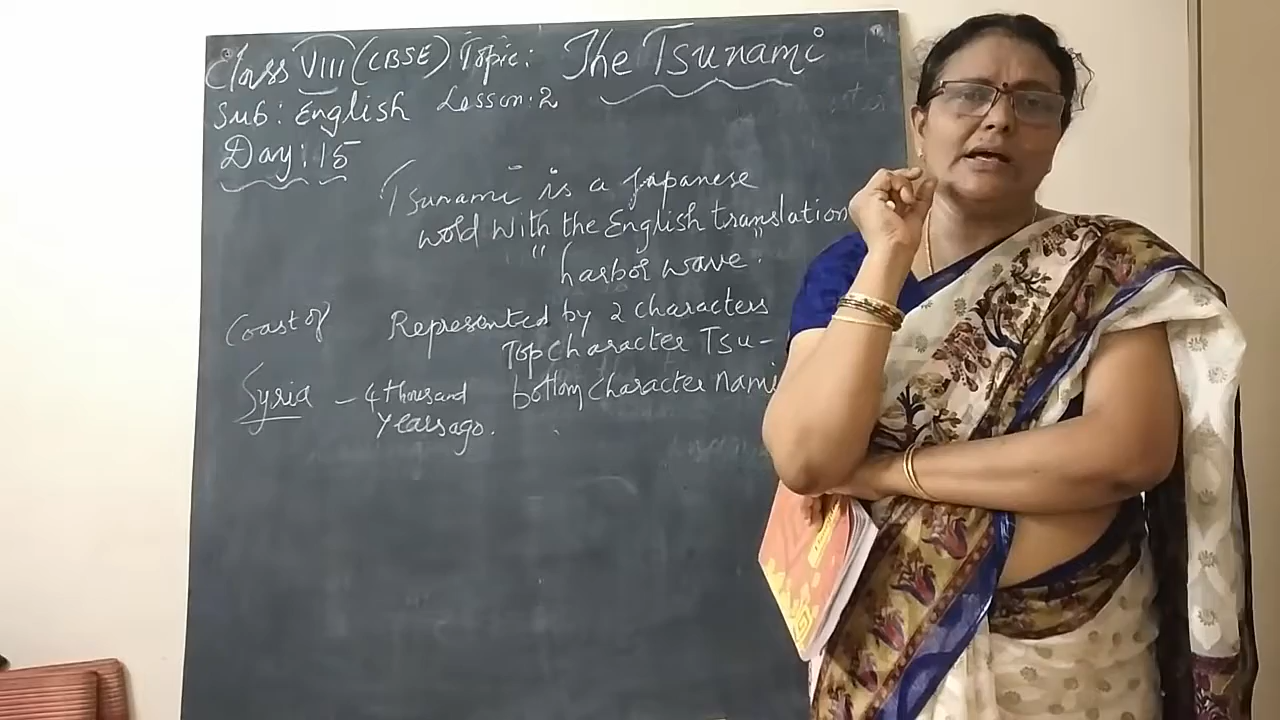 Class VIII (CBSE) Topic: The Tsunami
Sub: English Lesson: 2
Day: 15
Tsunami is a Japanese
wold With the English translation
"harbor wave."
Coast of
Represented by 2 characters
Top Character Tsu-
Syria - 4 thousand
years ago.
bottom character nami